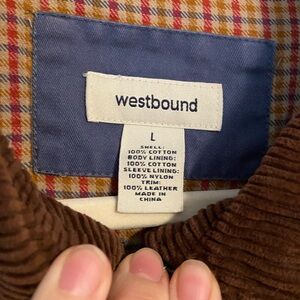 westbound
L
SHELL:
100% COTTON
BODY LINING:
100% COTTON
SLEEVE LINING:
100% NYLON
TRIM:
100% LEATHER
MADE IN
CHINA